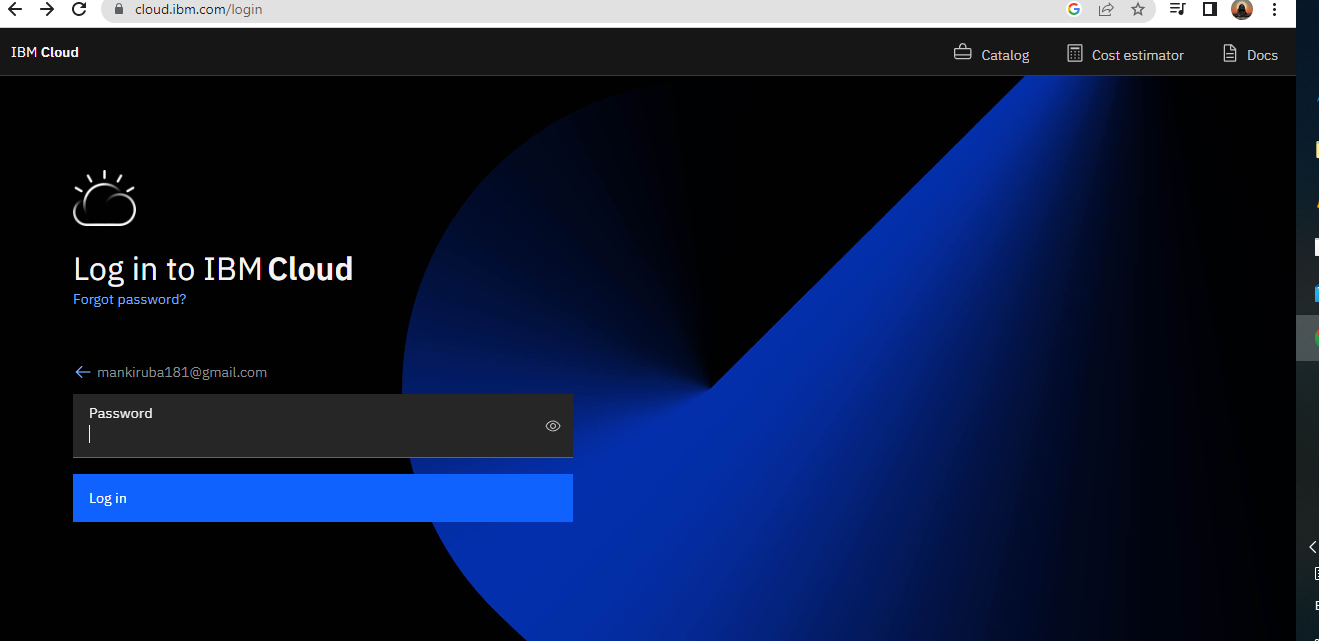 cloud.ibm.com/login
IBM Cloud
Catalog
Cost estimator
Docs
Log in to IBM Cloud
Forgot password?
mankiruba181@gmail.com
Password
Log in